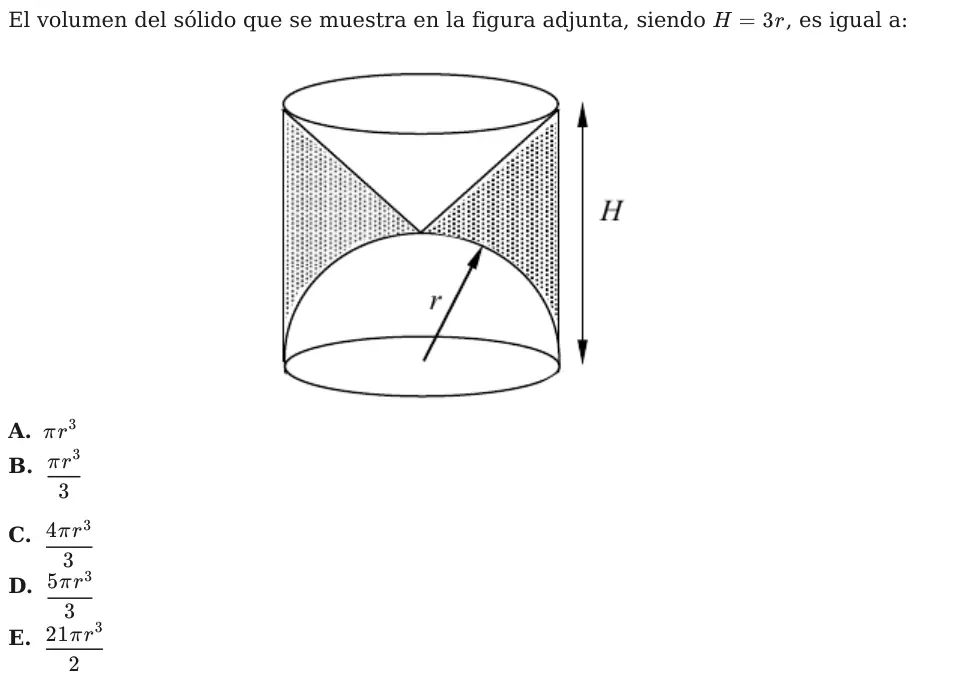 El volumen del sólido que se muestra en la figura adjunta, siendo H = 3r, es igual a:
H
r
A. πr³
B. πr³/3
C. 4πr³/3
D. 5πr³/3
E. 21πr³/2